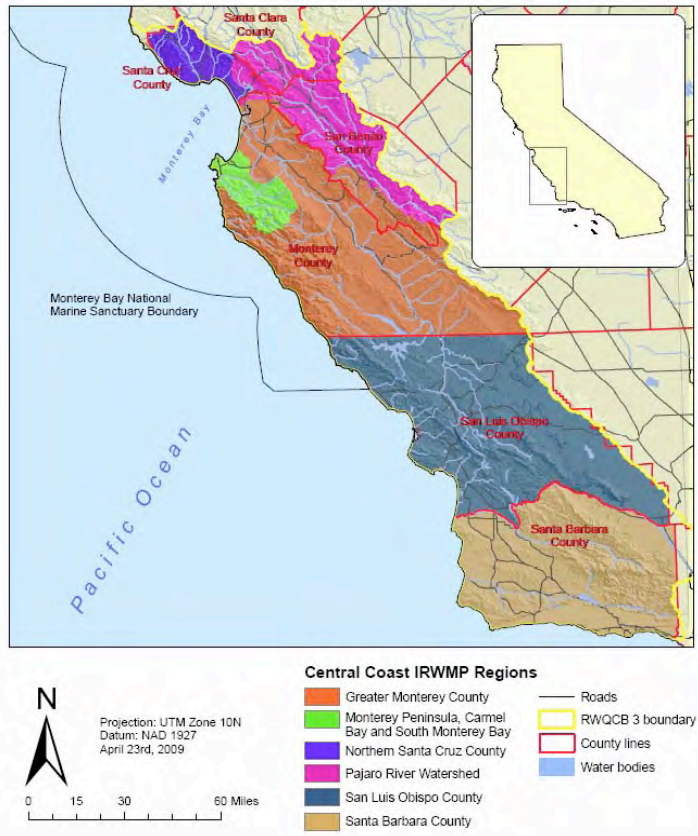 Santa Clara
County
Santa Cruz
County
Monterey Bay
San Benito
County
Monterey
County
Monterey Bay National
Marine Sanctuary Boundary
San Luis Obispo
County
Pacific Ocean
Santa Barbara
County
Central Coast IRWMP Regions
N
Projection: UTM Zone 10N
Datum: NAD 1927
April 23rd, 2009
0 15 30 60 Miles
Greater Monterey County
Monterey Peninsula, Carmel
Bay and South Monterey Bay
Northern Santa Cruz County
Pajaro River Watershed
San Luis Obispo County
Santa Barbara County
Roads
RWQCB 3 boundary
County lines
Water bodies